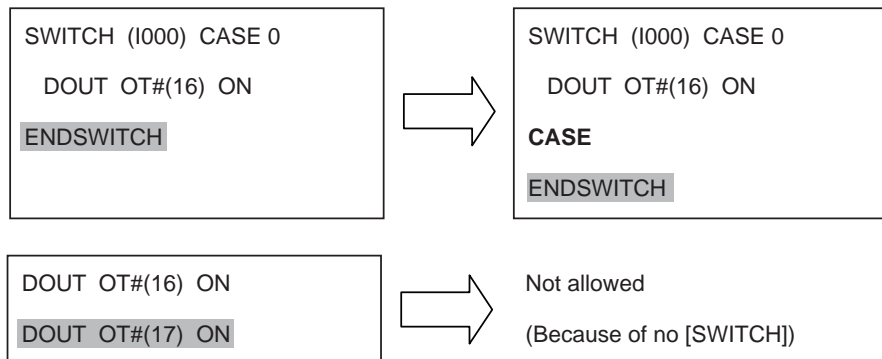 SWITCH (I000) CASE 0
DOUT OT#(16) ON
ENDSWITCH
SWITCH (I000) CASE 0
DOUT OT#(16) ON
CASE
ENDSWITCH
DOUT OT#(16) ON
DOUT OT#(17) ON
Not allowed
(Because of no [SWITCH])